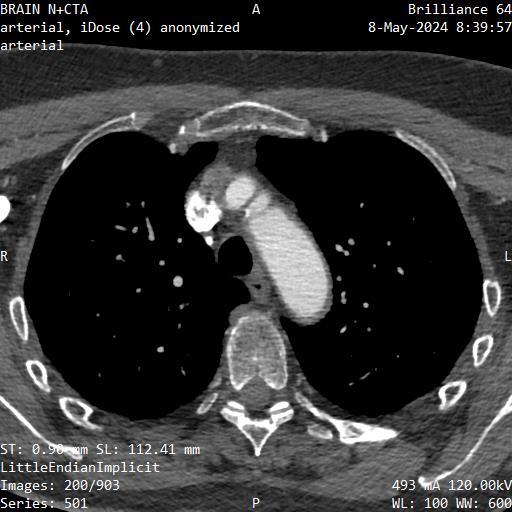 BRAIN N+CTA
A
Brilliance 64
arterial, iDose (4) anonymized
8-May-2024 8:39:57
arterial
R
L
ST: 0.90 mm SL: 112.41 mm
LittleEndianImplicit
Images: 200/903
493 mA 120.00kV
Series: 501
P
WL: 100 WW: 600